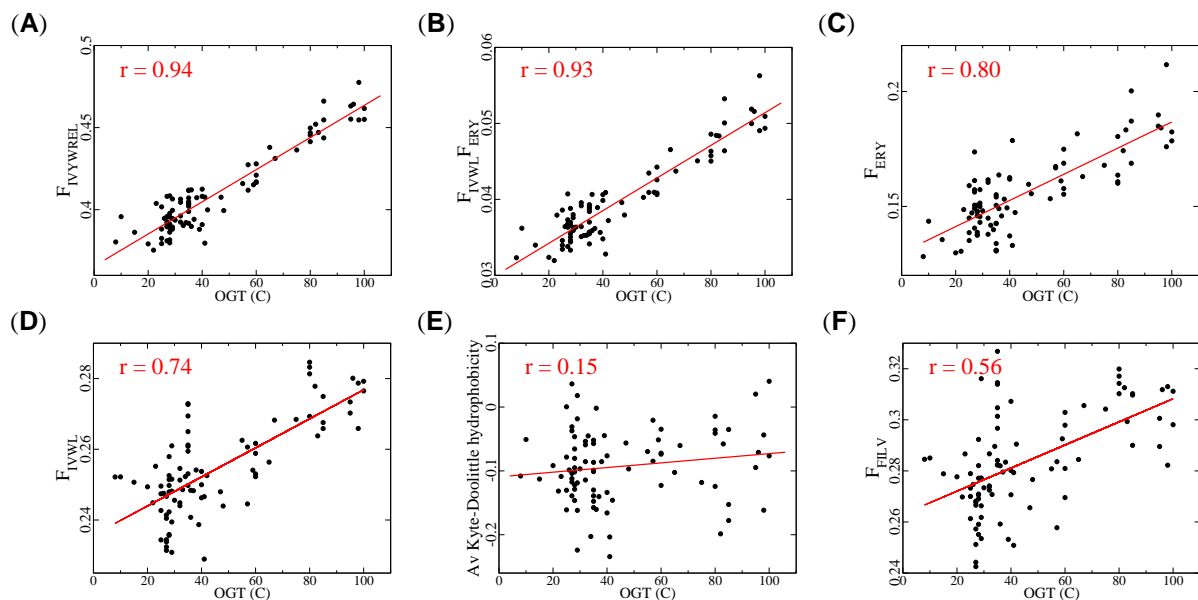 (A)
0.5
0.45
0.4
F_IVYWREL
r = 0.94
0 20 40 60 80 100
OGT (C)
(B)
0.06
0.05
0.04
0.03
F_IVWL F_ERY
r = 0.93
0 20 40 60 80 100
OGT (C)
(C)
0.2
0.15
F_ERY
r = 0.80
0 20 40 60 80 100
OGT (C)
(D)
0.28
0.26
0.24
F_IVWL
r = 0.74
0 20 40 60 80 100
OGT (C)
(E)
0.1
0
-0.1
-0.2
Av Kyte-Doolittle hydrophobicity
r = 0.15
0 20 40 60 80 100
OGT (C)
(F)
0.32
0.3
0.28
0.26
0.24
F_FILV
r = 0.56
0 20 40 60 80 100
OGT (C)